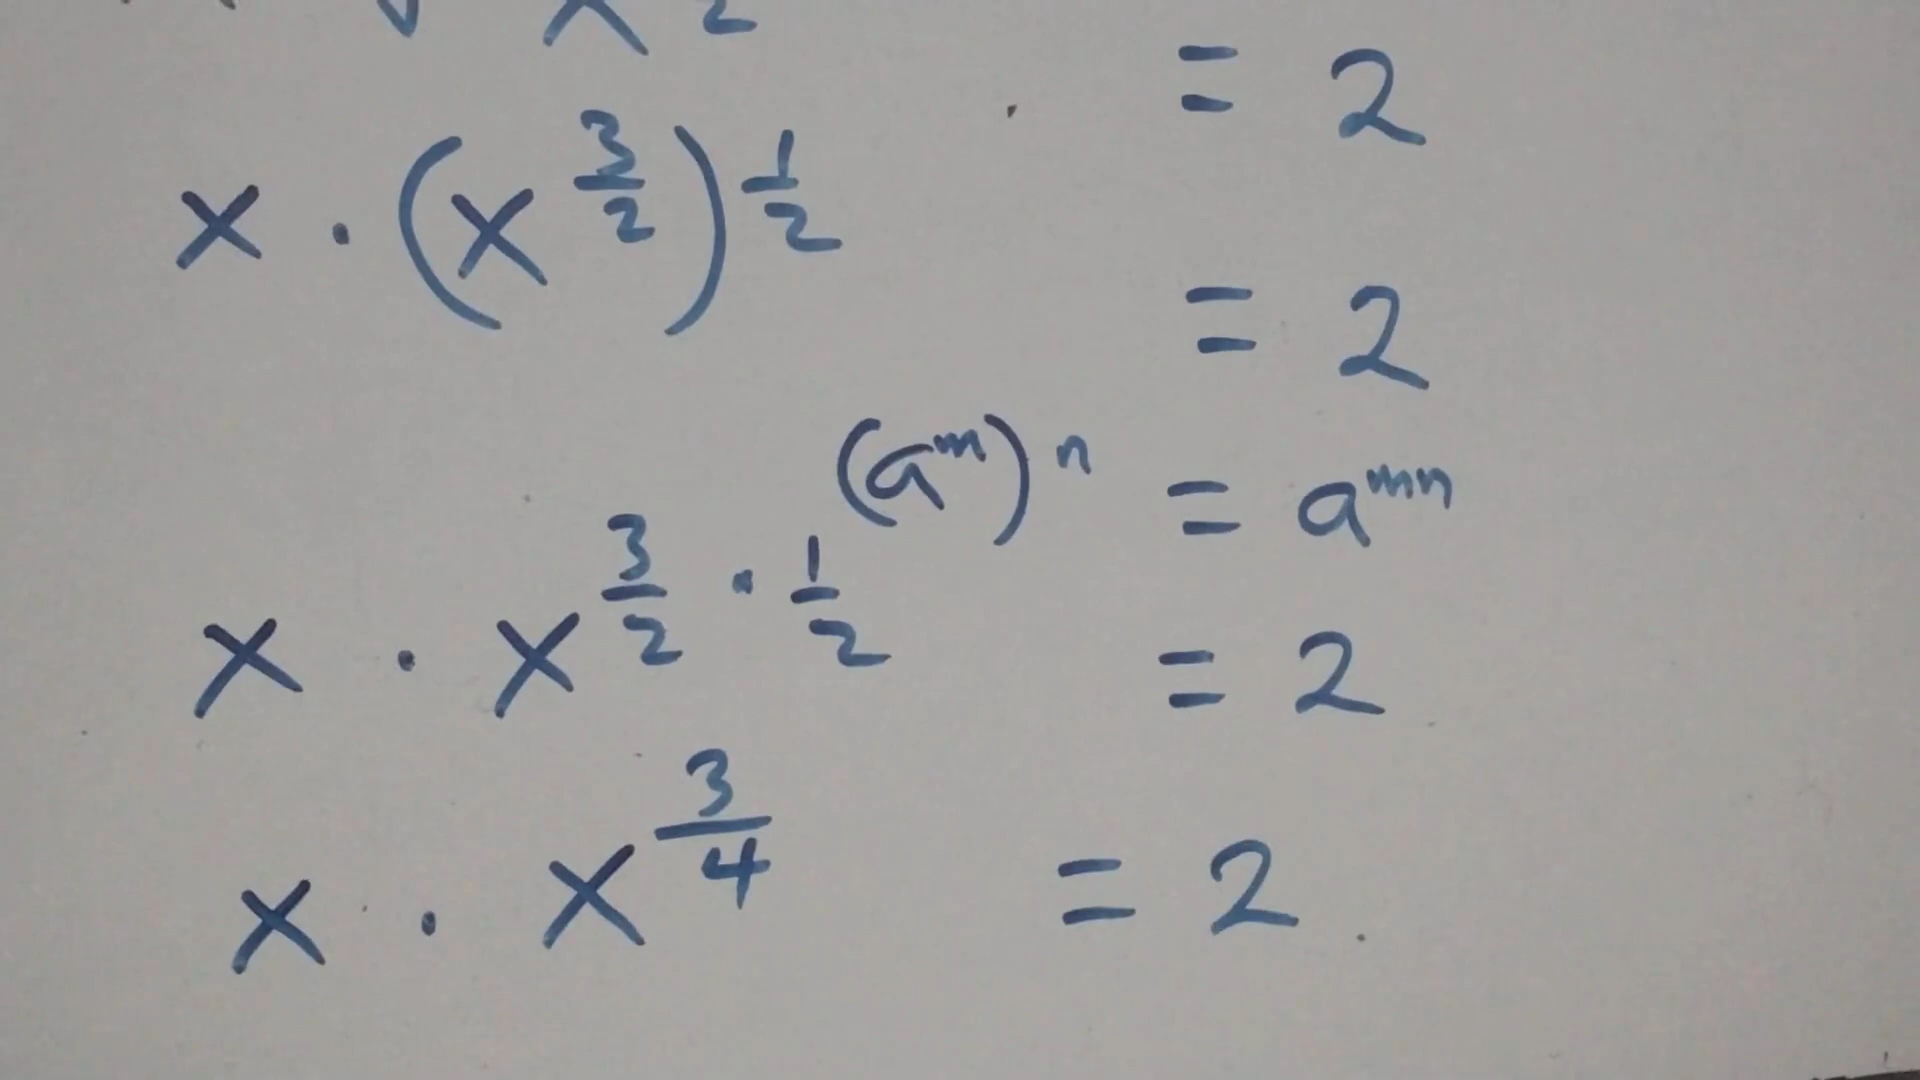 = 2
x · (x^(3/2))^(1/2) = 2
(a^m)^n = a^(mn)
x · x^(3/2 · 1/2) = 2
x · x^(3/4) = 2